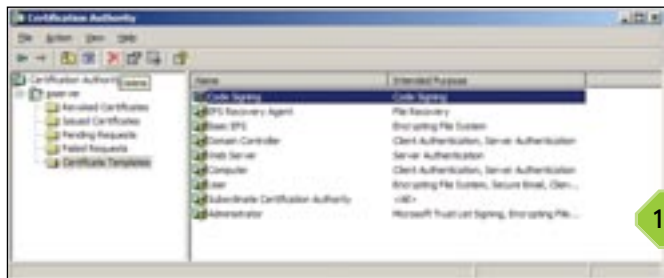 Certification Authority
File Action View Help
Certification Authority
Delete
Revoked Certificates
Issued Certificates
Pending Requests
Failed Requests
Certificate Templates
Name Intended Purpose
Code Signing Code Signing
EFS Recovery Agent File Recovery
Basic EFS Encrypting File System
Domain Controller Client Authentication, Server Authentication
Web Server Server Authentication
Computer Client Authentication, Server Authentication
User Encrypting File System, Secure Email, Clien...
Subordinate Certification Authority <All>
Administrator Microsoft Trust List Signing, Encrypting File...
1